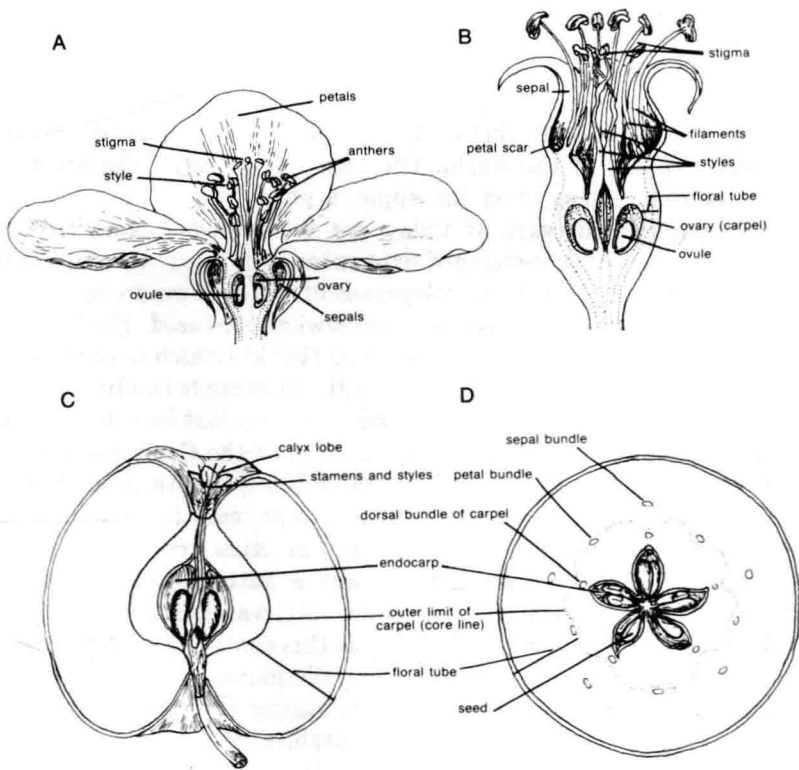 A
petals
stigma
anthers
style
ovule
ovary
sepals
B
stigma
sepal
filaments
petal scar
styles
floral tube
ovary (carpel)
ovule
C
calyx lobe
stamens and styles
endocarp
outer limit of
carpel (core line)
floral tube
D
sepal bundle
petal bundle
dorsal bundle of carpel
seed